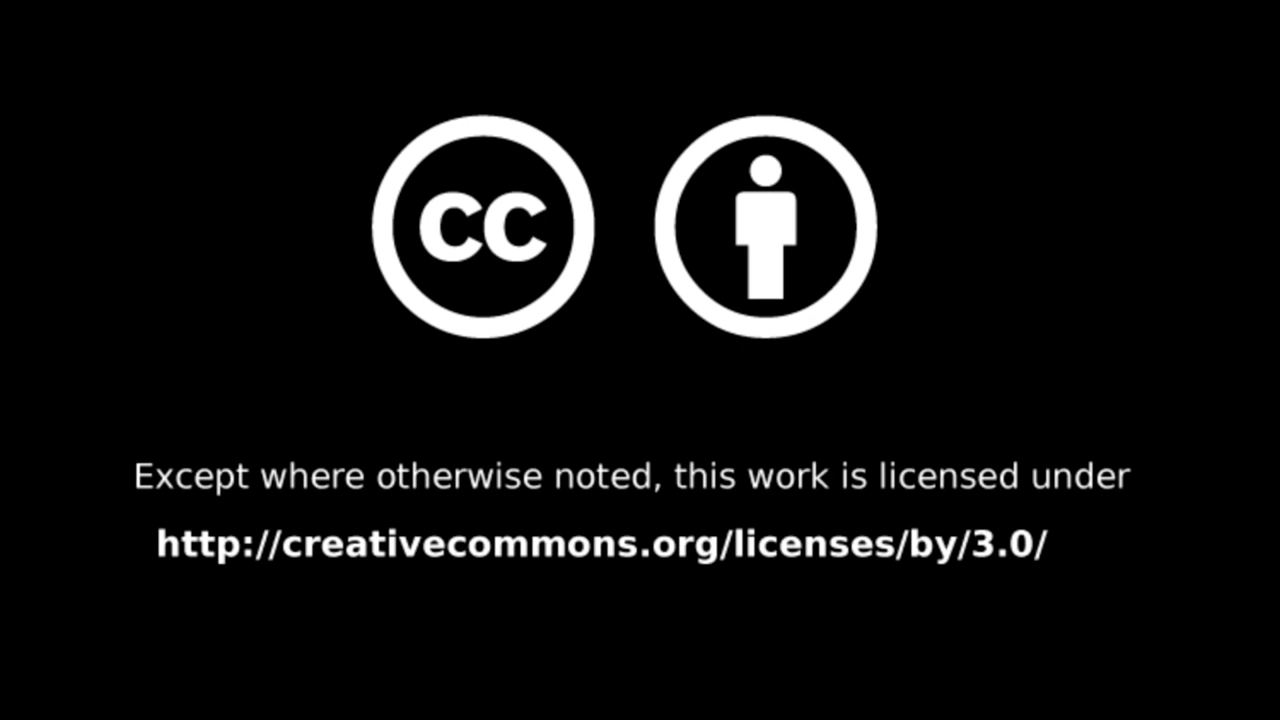 cc
Except where otherwise noted, this work is licensed under
http://creativecommons.org/licenses/by/3.0/